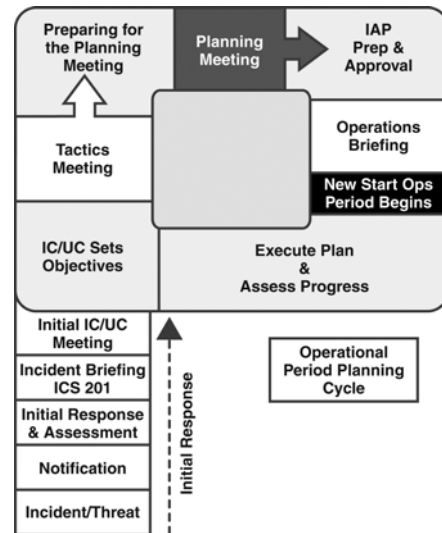 Preparing for
the Planning
Meeting
Planning
Meeting
IAP
Prep &
Approval
Tactics
Meeting
Operations
Briefing
New Start Ops
Period Begins
IC/UC Sets
Objectives
Execute Plan
&
Assess Progress
Initial IC/UC
Meeting
Incident Briefing
ICS 201
Initial Response
& Assessment
Notification
Incident/Threat
Initial Response
Operational
Period Planning
Cycle